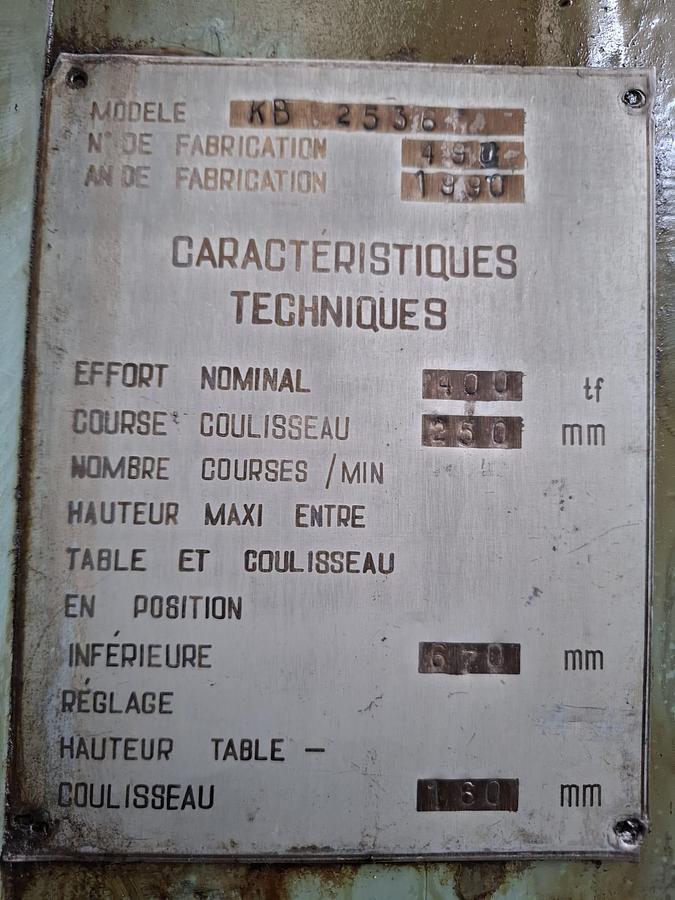 MODELE KB 2536
N° DE FABRICATION 490
AN DE FABRICATION 1990
CARACTÉRISTIQUES
TECHNIQUES
EFFORT NOMINAL 400 tf
COURSE COULISSEAU 250 mm
NOMBRE COURSES /MIN
HAUTEUR MAXI ENTRE
TABLE ET COULISSEAU
EN POSITION
INFÉRIEURE 670 mm
RÉGLAGE
HAUTEUR TABLE –
COULISSEAU 160 mm